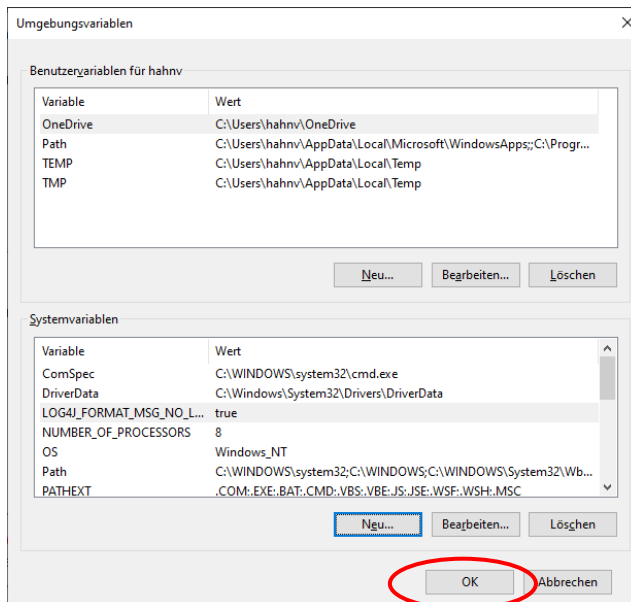 Umgebungsvariablen
Benutzervariablen für hahnv
Variable Wert
OneDrive C:\Users\hahnv\OneDrive
Path C:\Users\hahnv\AppData\Local\Microsoft\WindowsApps;;C:\Progr...
TEMP C:\Users\hahnv\AppData\Local\Temp
TMP C:\Users\hahnv\AppData\Local\Temp
Neu... Bearbeiten... Löschen
Systemvariablen
Variable Wert
ComSpec C:\WINDOWS\system32\cmd.exe
DriverData C:\Windows\System32\Drivers\DriverData
LOG4J_FORMAT_MSG_NO_L... true
NUMBER_OF_PROCESSORS 8
OS Windows_NT
Path C:\WINDOWS\system32;C:\WINDOWS;C:\WINDOWS\System32\Wb...
PATHEXT .COM;.EXE;.BAT;.CMD;.VBS;.VBE;.JS;.JSE;.WSF;.WSH;.MSC
Neu... Bearbeiten... Löschen
OK Abbrechen